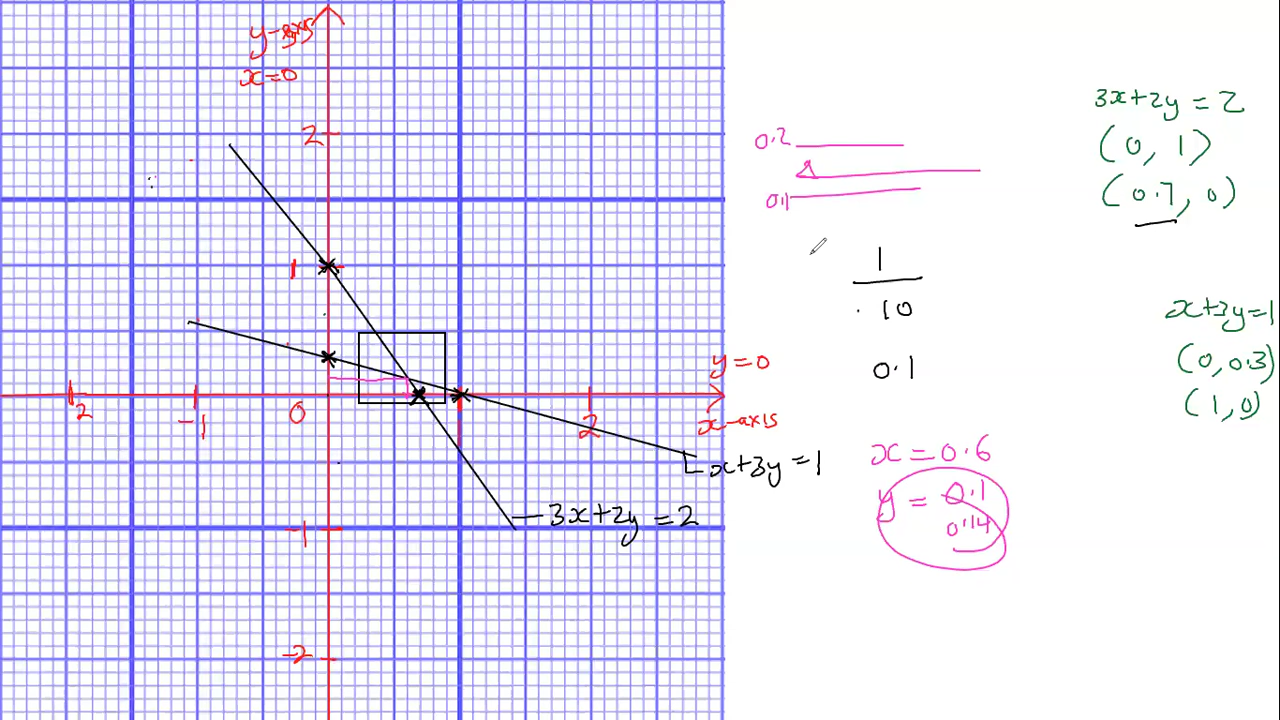 y-axis
x=0
2
1
0
-2
-1
2
-1
-2
y=0
x-axis
x+3y=1
3x+2y=2
0.2
0.1
1
10
0.1
x=0.6
y=0.1
0.14
3x+2y=2
(0,1)
(0.7,0)
x+3y=1
(0,0.3)
(1,0)